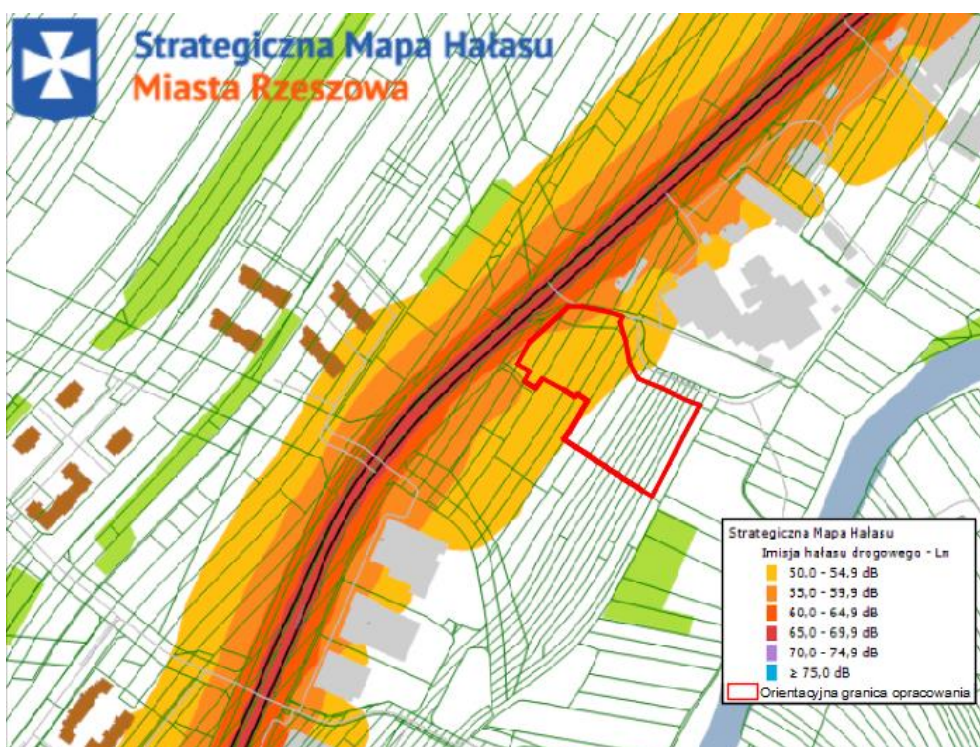 Strategiczna Mapa Hałasu
Miasta Rzeszowa
Strategiczna Mapa Hałasu
Imisja hałasu drogowego - Ln
50,0 - 54,9 dB
55,0 - 59,9 dB
60,0 - 64,9 dB
65,0 - 69,9 dB
70,0 - 74,9 dB
≥ 75,0 dB
Orientacyjna granica opracowania